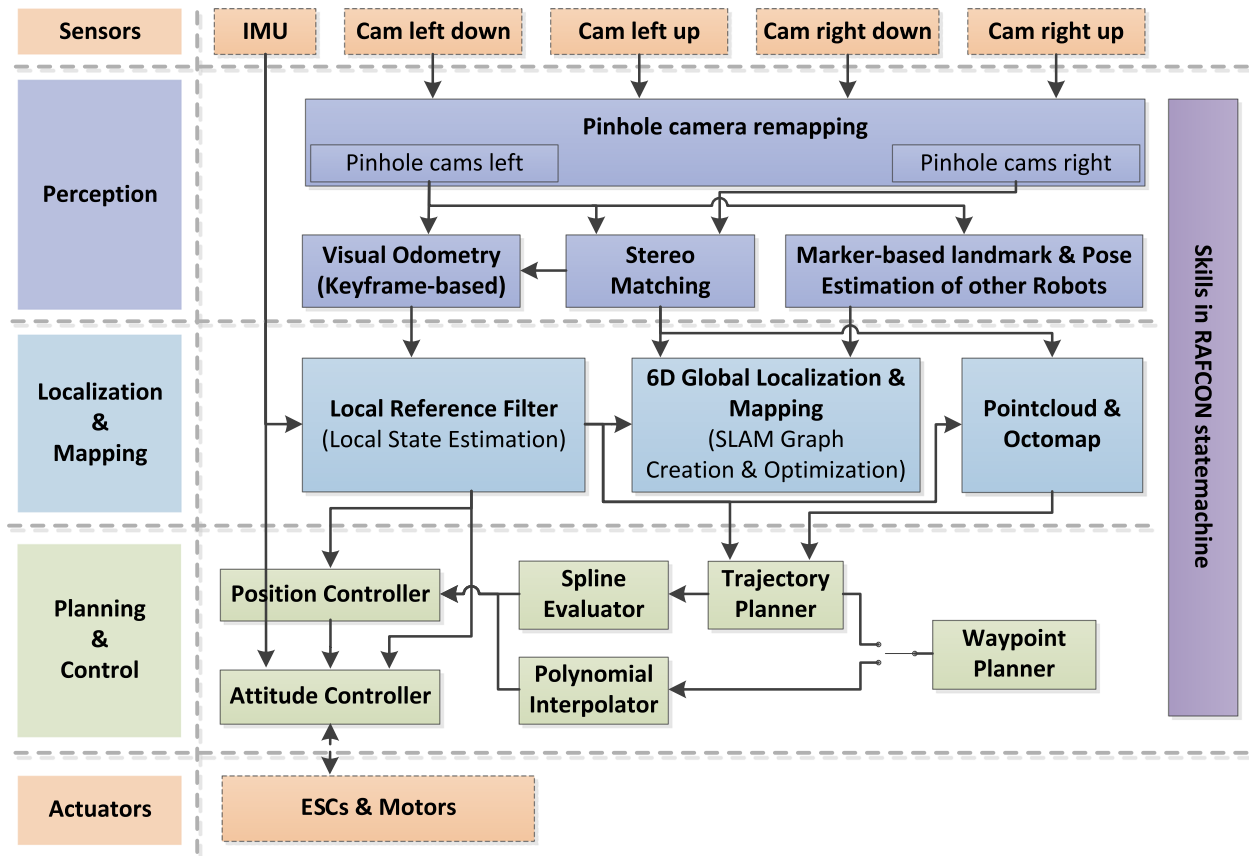 Sensors
IMU
Cam left down
Cam left up
Cam right down
Cam right up
Perception
Pinhole camera remapping
Pinhole cams left
Pinhole cams right
Visual Odometry
(Keyframe-based)
Stereo
Matching
Marker-based landmark & Pose
Estimation of other Robots
Skills in RAFCON statemachine
Localization
&
Mapping
Local Reference Filter
(Local State Estimation)
6D Global Localization &
Mapping
(SLAM Graph
Creation & Optimization)
Pointcloud &
Octomap
Planning
&
Control
Position Controller
Spline
Evaluator
Trajectory
Planner
Waypoint
Planner
Attitude Controller
Polynomial
Interpolator
Actuators
ESCs & Motors